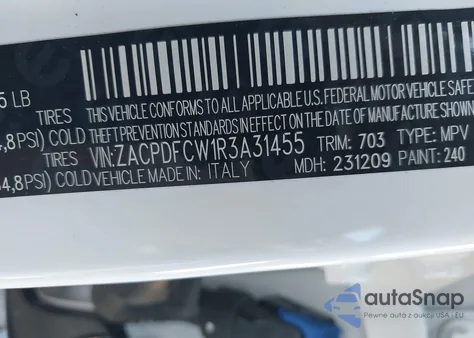 5 LB
TIRES THIS VEHICLE CONFORMS TO ALL APPLICABLE U.S. FEDERAL MOTOR VEHICLE SAFETY
4,8PSI) COLD THEFT PREVENTION STANDARDS IN EFFECT ON THE DATE OF MANUFACTURE
TIRES VIN:ZACPDFCW1R3A31455 TRIM: 703 TYPE: MPV
34,8PSI) COLD VEHICLE MADE IN: ITALY MDH: 231209 PAINT: 240
autoSnap
Pewne auta z aukcji USA - EU